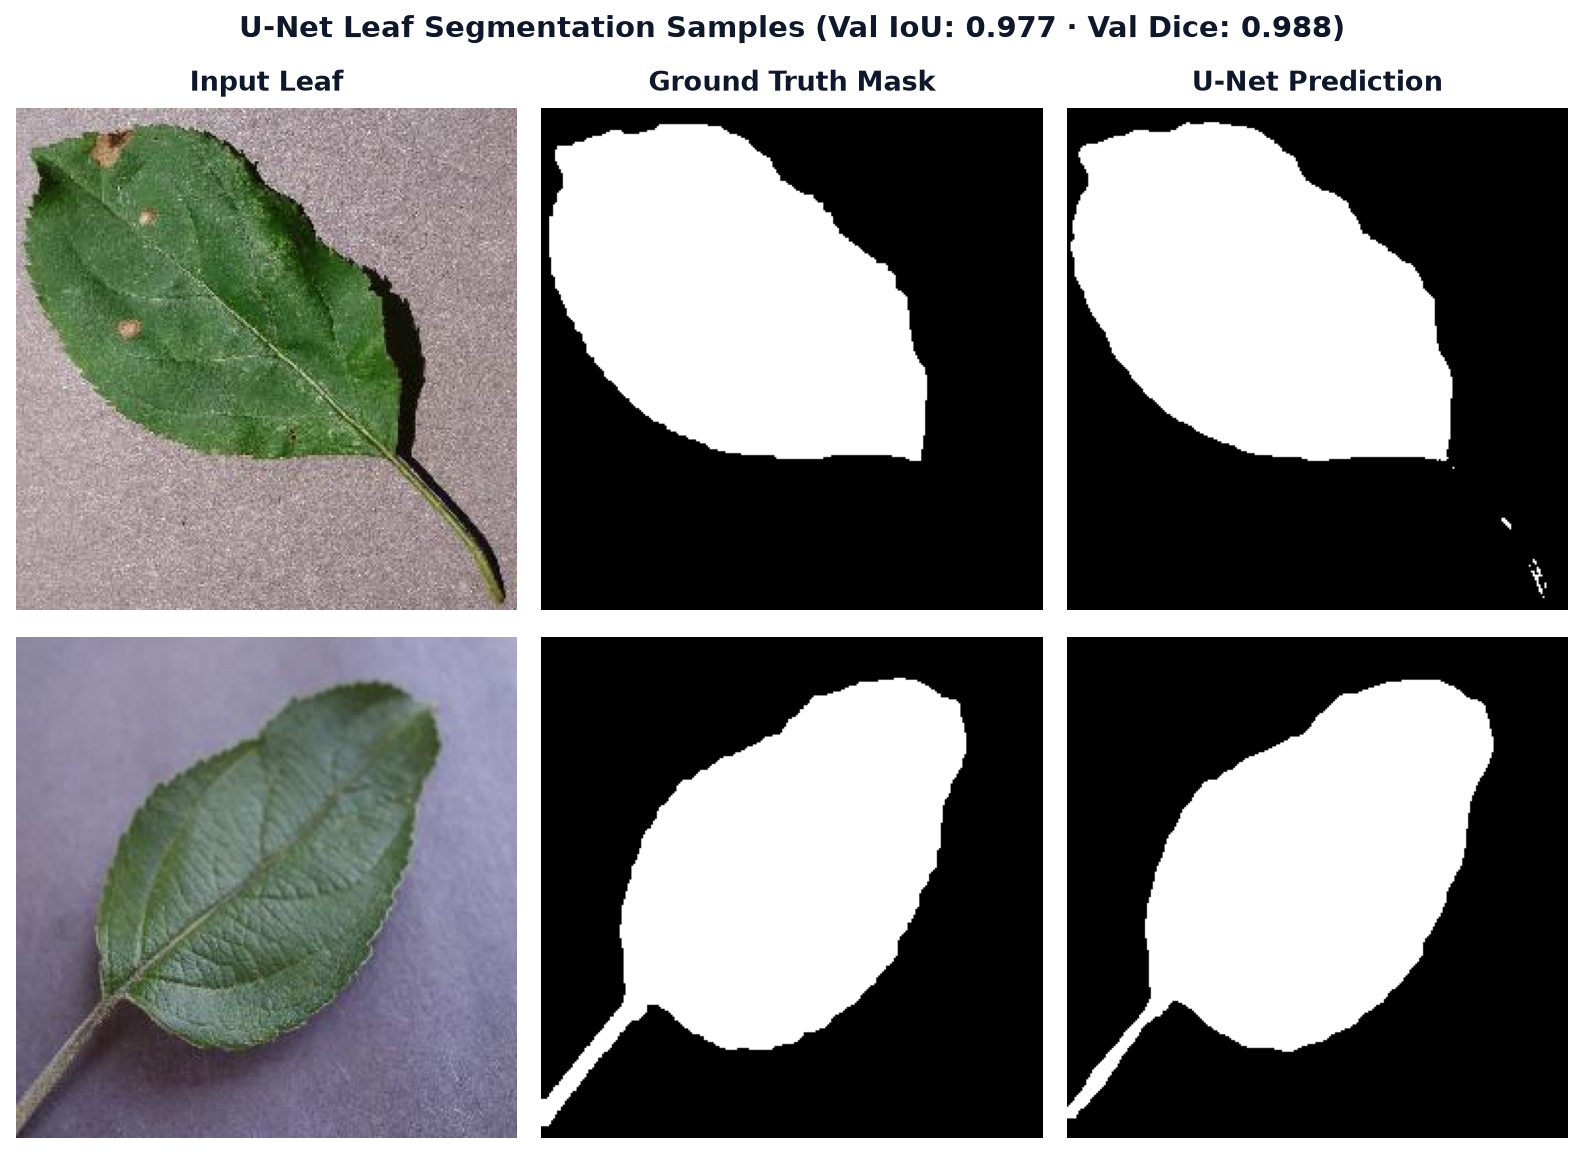 U-Net Leaf Segmentation Samples (Val IoU: 0.977 · Val Dice: 0.988)
Input Leaf
Ground Truth Mask
U-Net Prediction